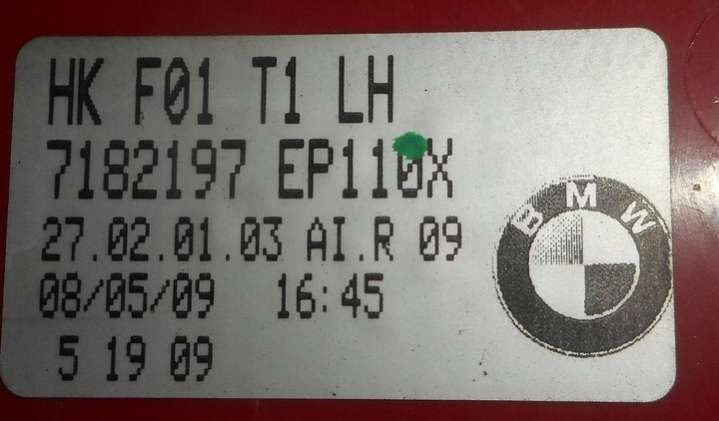 HK F01 T1 LH
7182197 EP110X
27.02.01.03 AI.R 09
08/05/09 16:45
5 19 09
BMW